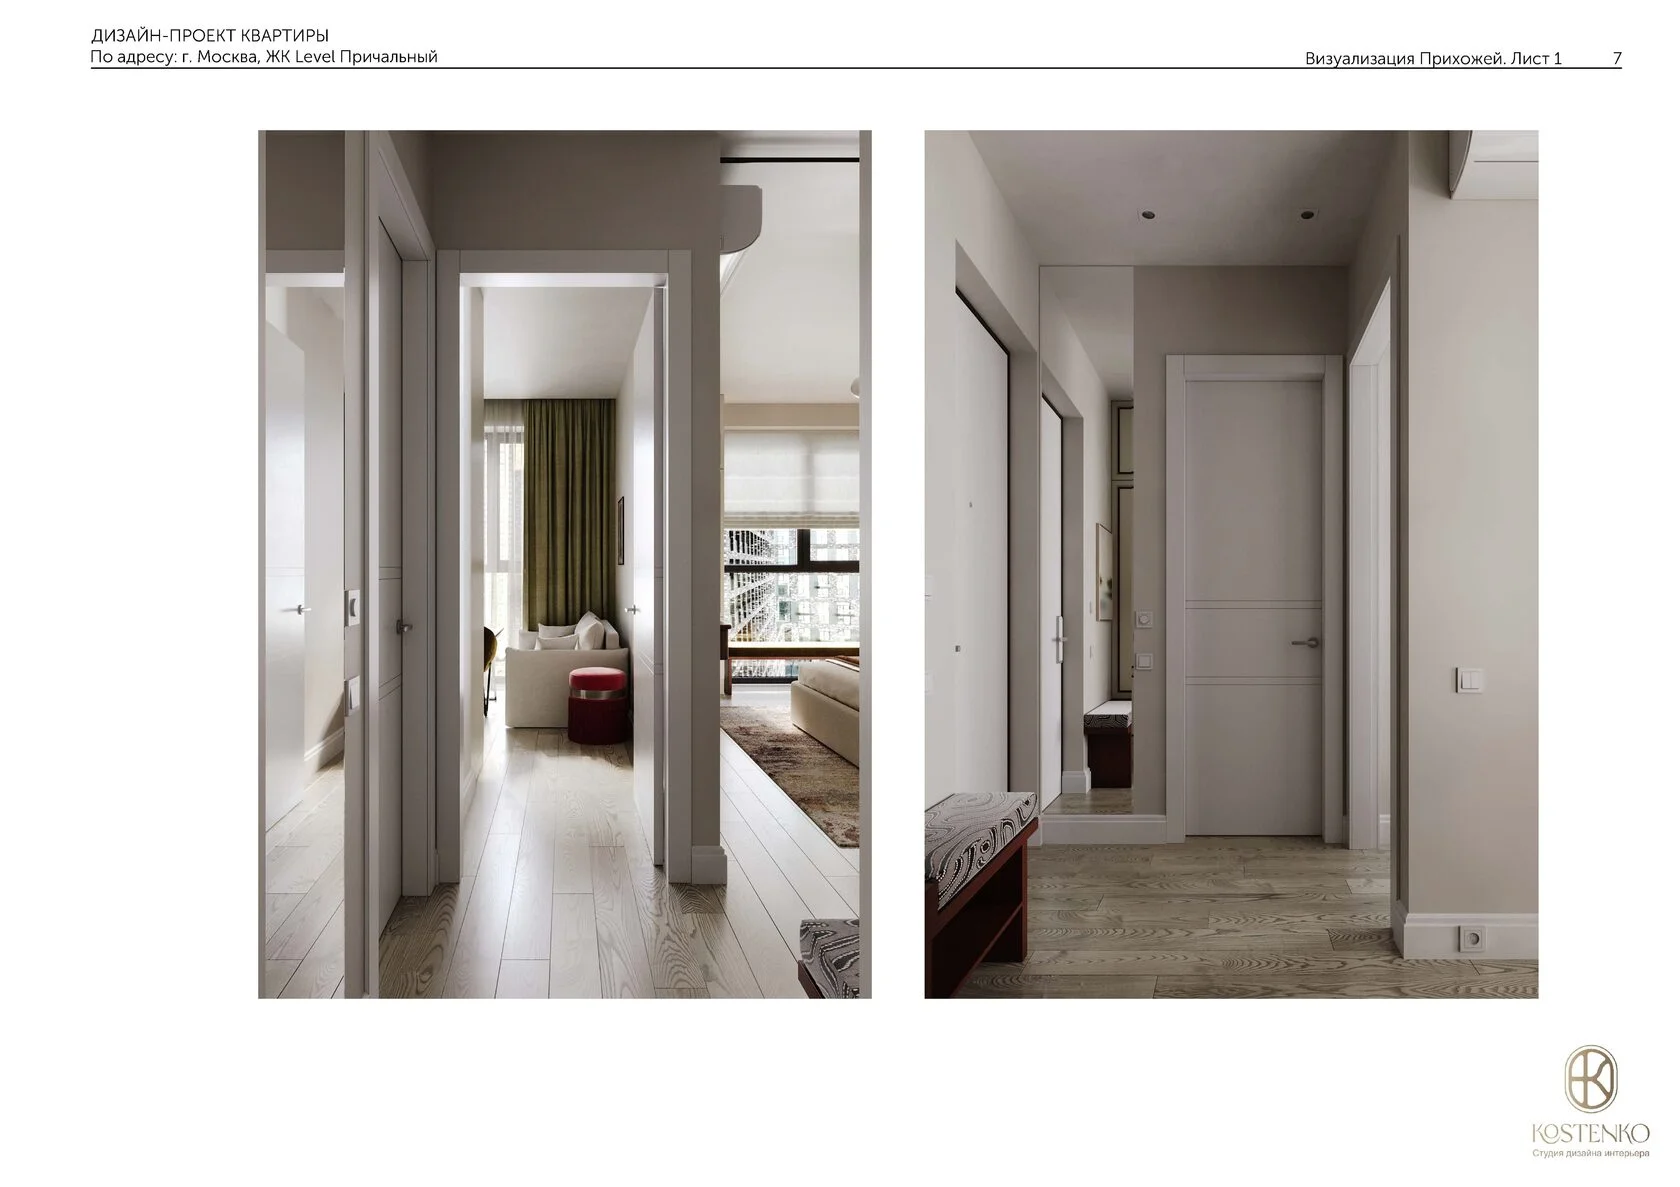 ДИЗАЙН-ПРОЕКТ КВАРТИРЫ
По адресу: г. Москва, ЖК Level Причальный
Визуализация Прихожей. Лист 1 7
KOSTENKO
Студия дизайна интерьера